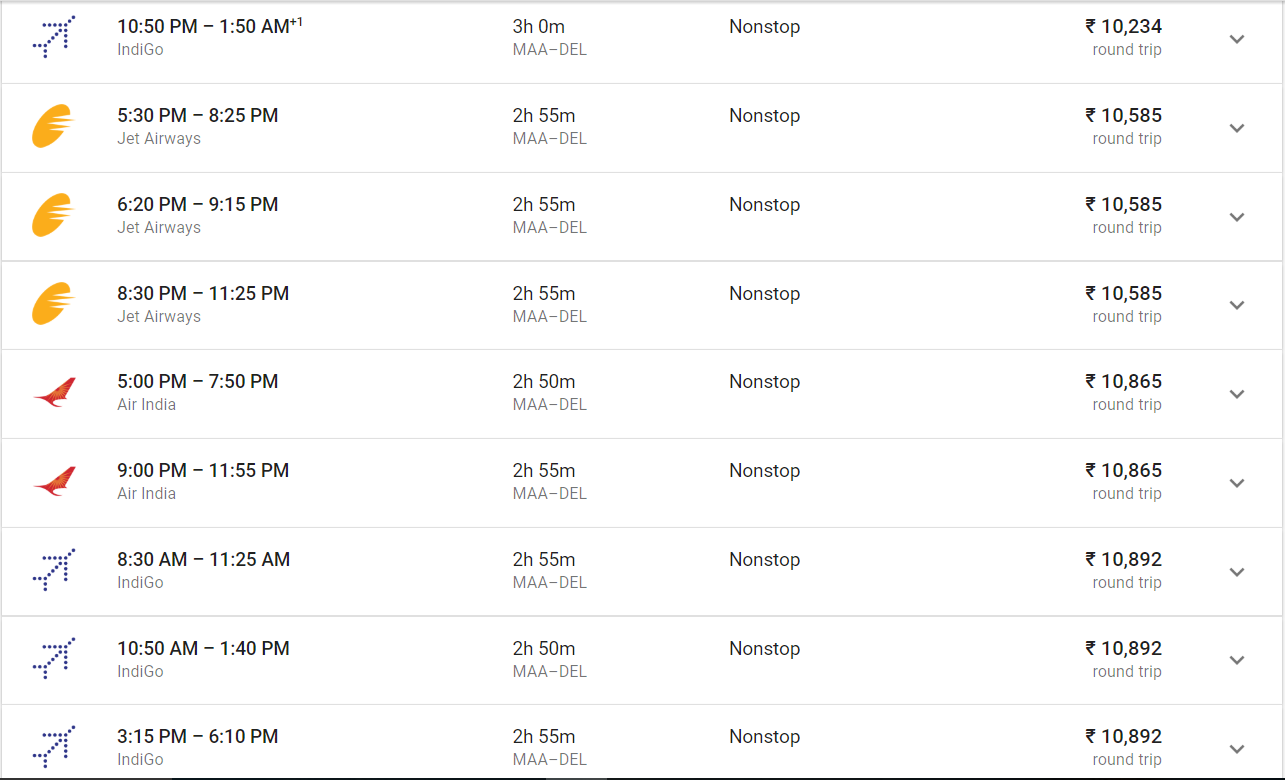 10:50 PM – 1:50 AM+1 3h 0m Nonstop ₹ 10,234
IndiGo MAA–DEL round trip
5:30 PM – 8:25 PM 2h 55m Nonstop ₹ 10,585
Jet Airways MAA–DEL round trip
6:20 PM – 9:15 PM 2h 55m Nonstop ₹ 10,585
Jet Airways MAA–DEL round trip
8:30 PM – 11:25 PM 2h 55m Nonstop ₹ 10,585
Jet Airways MAA–DEL round trip
5:00 PM – 7:50 PM 2h 50m Nonstop ₹ 10,865
Air India MAA–DEL round trip
9:00 PM – 11:55 PM 2h 55m Nonstop ₹ 10,865
Air India MAA–DEL round trip
8:30 AM – 11:25 AM 2h 55m Nonstop ₹ 10,892
IndiGo MAA–DEL round trip
10:50 AM – 1:40 PM 2h 50m Nonstop ₹ 10,892
IndiGo MAA–DEL round trip
3:15 PM – 6:10 PM 2h 55m Nonstop ₹ 10,892
IndiGo MAA–DEL round trip